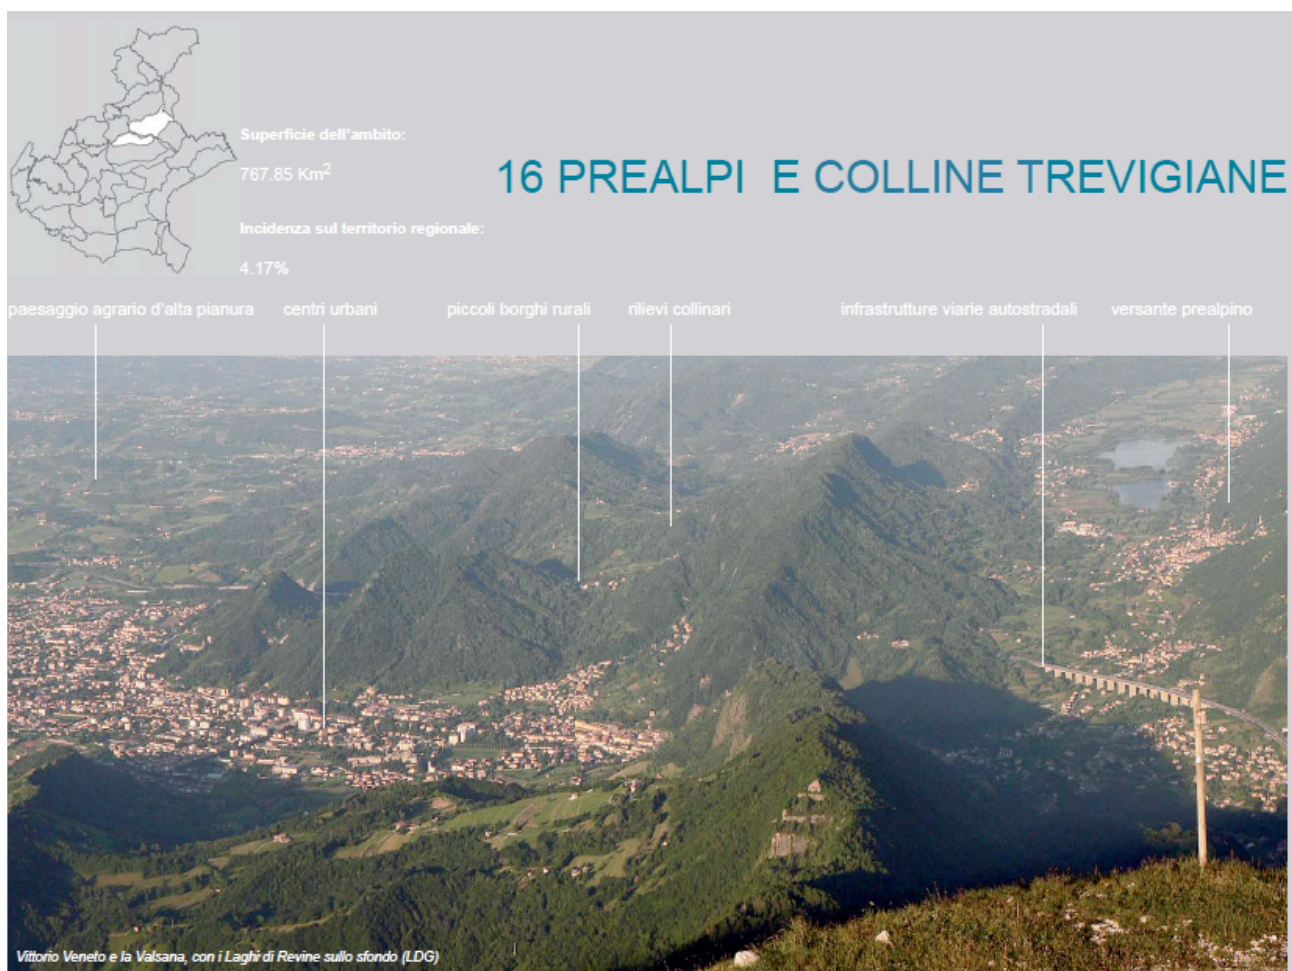 Superficie dell'ambito:
767.85 Km2
16 PREALPI E COLLINE TREVIGIANE
Incidenza sul territorio regionale:
4.17%
paesaggio agrario d'alta pianura centri urbani piccoli borghi rurali rilievi collinari infrastrutture viarie autostradali versante prealpino
Vittorio Veneto e la Valsana, con i Laghi di Revine sullo sfondo (LDG)